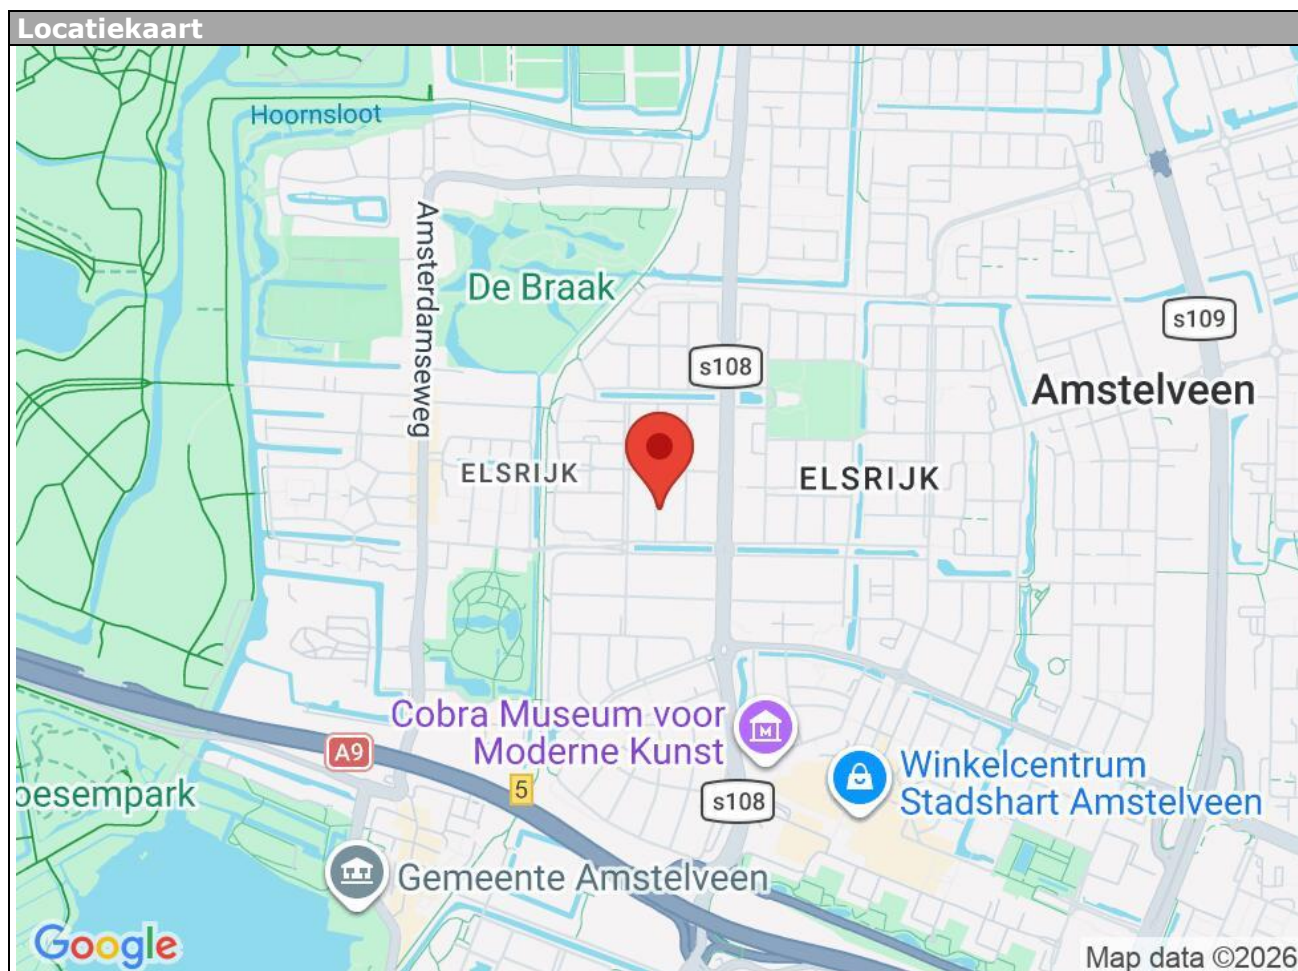 Locatiekaart
Hoornsloot
Amsterdamseweg
De Braak
s109
s108
Amstelveen
ELSRIJK
ELSRIJK
Cobra Museum voor
Moderne Kunst
A9
Winkelcentrum
Stadshart Amstelveen
5
s108
oesempark
Gemeente Amstelveen
Google
Map data ©2026